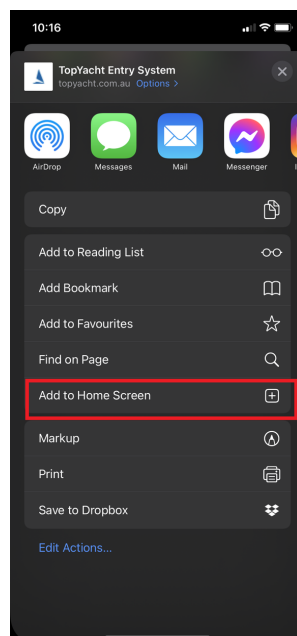 10:16
TopYacht Entry System
topyacht.com.au Options >
AirDrop Messages Mail Messenger
Copy
Add to Reading List
Add Bookmark
Add to Favourites
Find on Page
Add to Home Screen
Markup
Print
Save to Dropbox
Edit Actions...